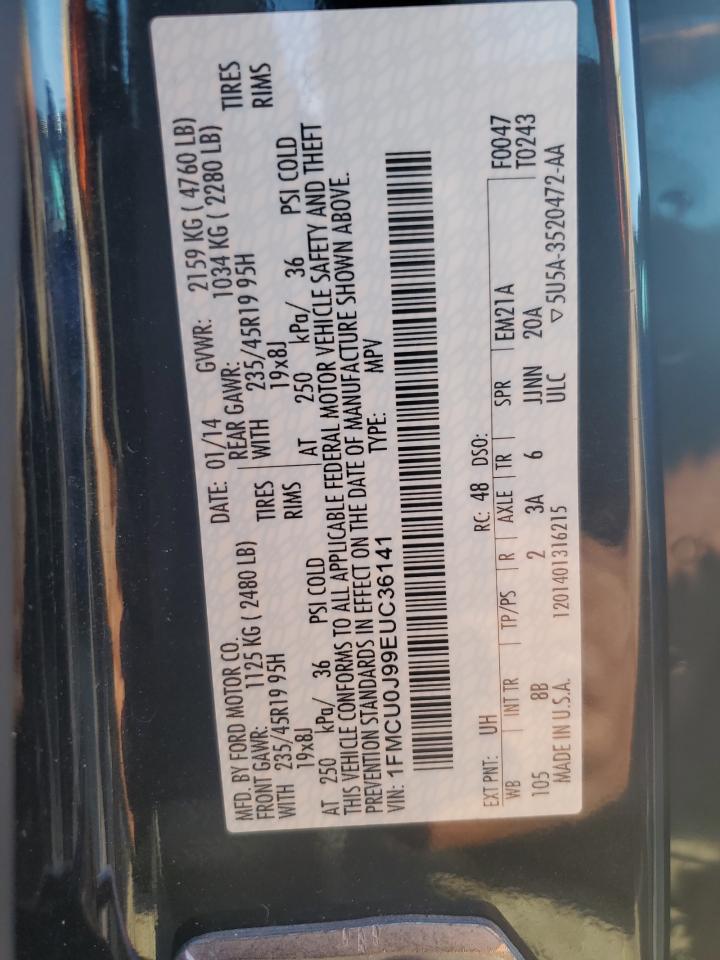 MFD. BY FORD MOTOR CO. DATE: 01/14 GVWR: 2159 KG ( 4760 LB)
FRONT GAWR: 1125 KG ( 2480 LB) REAR GAWR: 1034 KG ( 2280 LB)
WITH 235/45R19 95H TIRES WITH 235/45R19 95H TIRES
19x8J RIMS 19x8J RIMS
AT 250 kPa/ 36 PSI COLD AT 250 kPa/ 36 PSI COLD
THIS VEHICLE CONFORMS TO ALL APPLICABLE FEDERAL MOTOR VEHICLE SAFETY AND THEFT
PREVENTION STANDARDS IN EFFECT ON THE DATE OF MANUFACTURE SHOWN ABOVE.
VIN: 1FMCU0J99EUC36141 TYPE: MPV
EXT PNT: UH RC: 48 DSO: F0047
WB INT TR TP/PS R AXLE TR SPR EM21A T0243
105 8B 2 3A 6 JJNN 20A
MADE IN U.S.A. 1201401316215 ULC ▽5U5A-3520472-AA